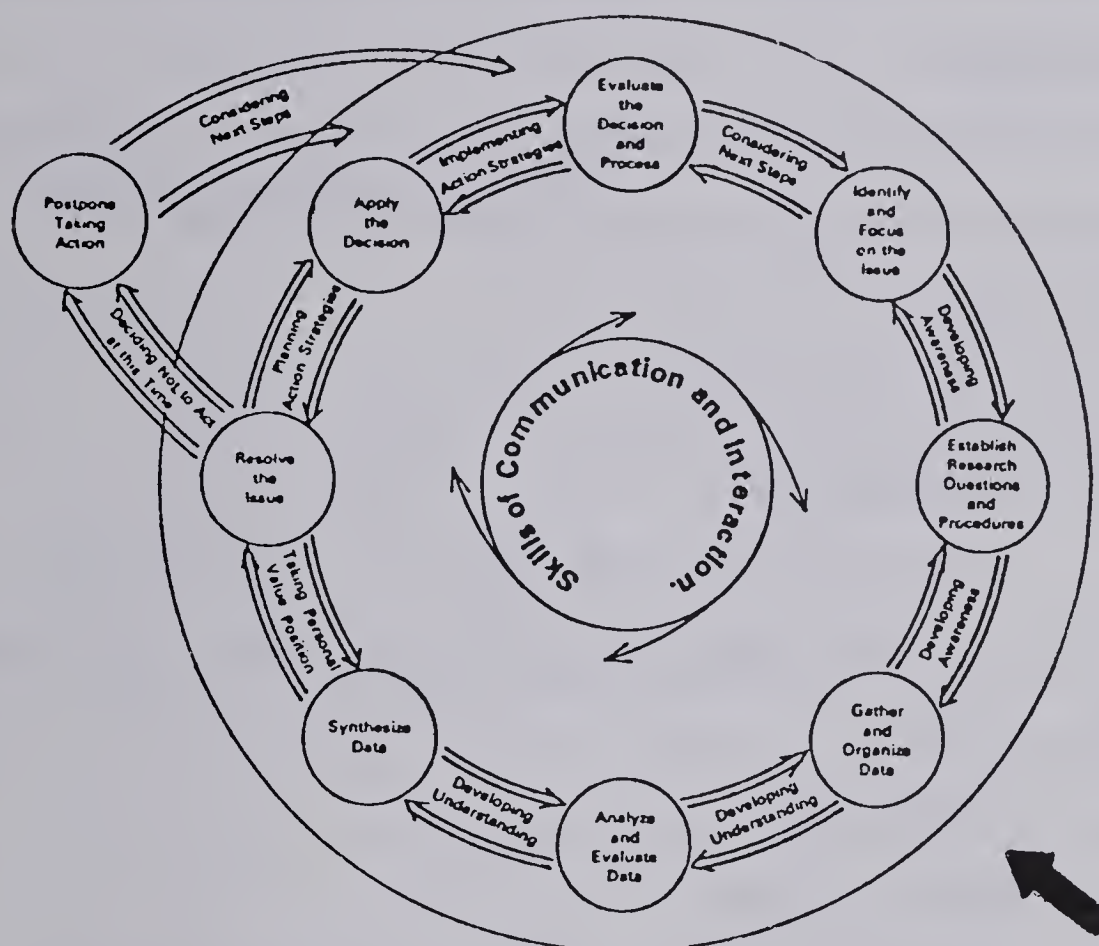 Evaluate
the
Decision
and
Process
Considering
Next Steps
Identify
and
Focus
on the
Issue
Developing
Awareness
Establish
Research
Questions
and
Procedures
Developing
Awareness
Gather
and
Organize
Data
Developing
Understanding
Analyze
and
Evaluate
Data
Developing
Understanding
Synthesize
Data
Taking Personal
Value Position
Resolve
the
Issue
Planning
Action Strategies
Apply
the
Decision
Implementing
Action Strategies
Deciding Not to Act
at this Time
Postpone
Taking
Action
Considering
Next Steps
Skills of Communication and Interaction.